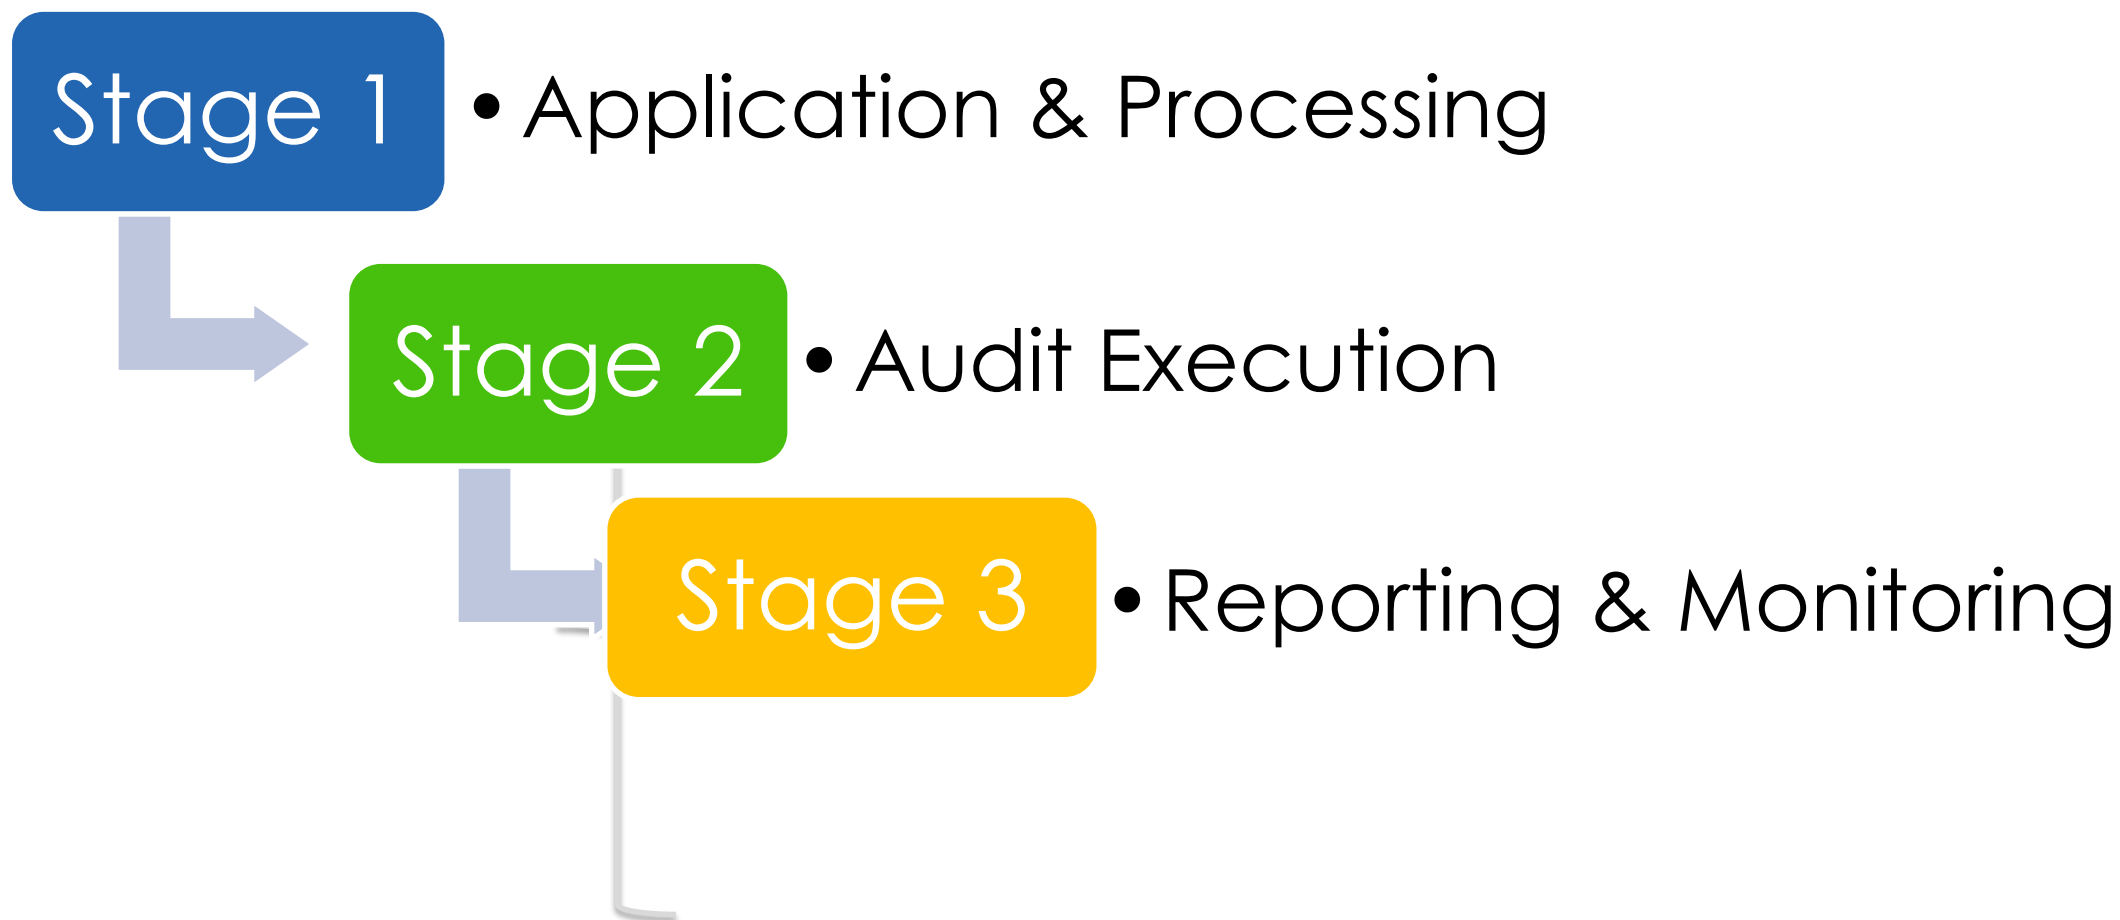 Stage 1 • Application & Processing
Stage 2 • Audit Execution
Stage 3 • Reporting & Monitoring